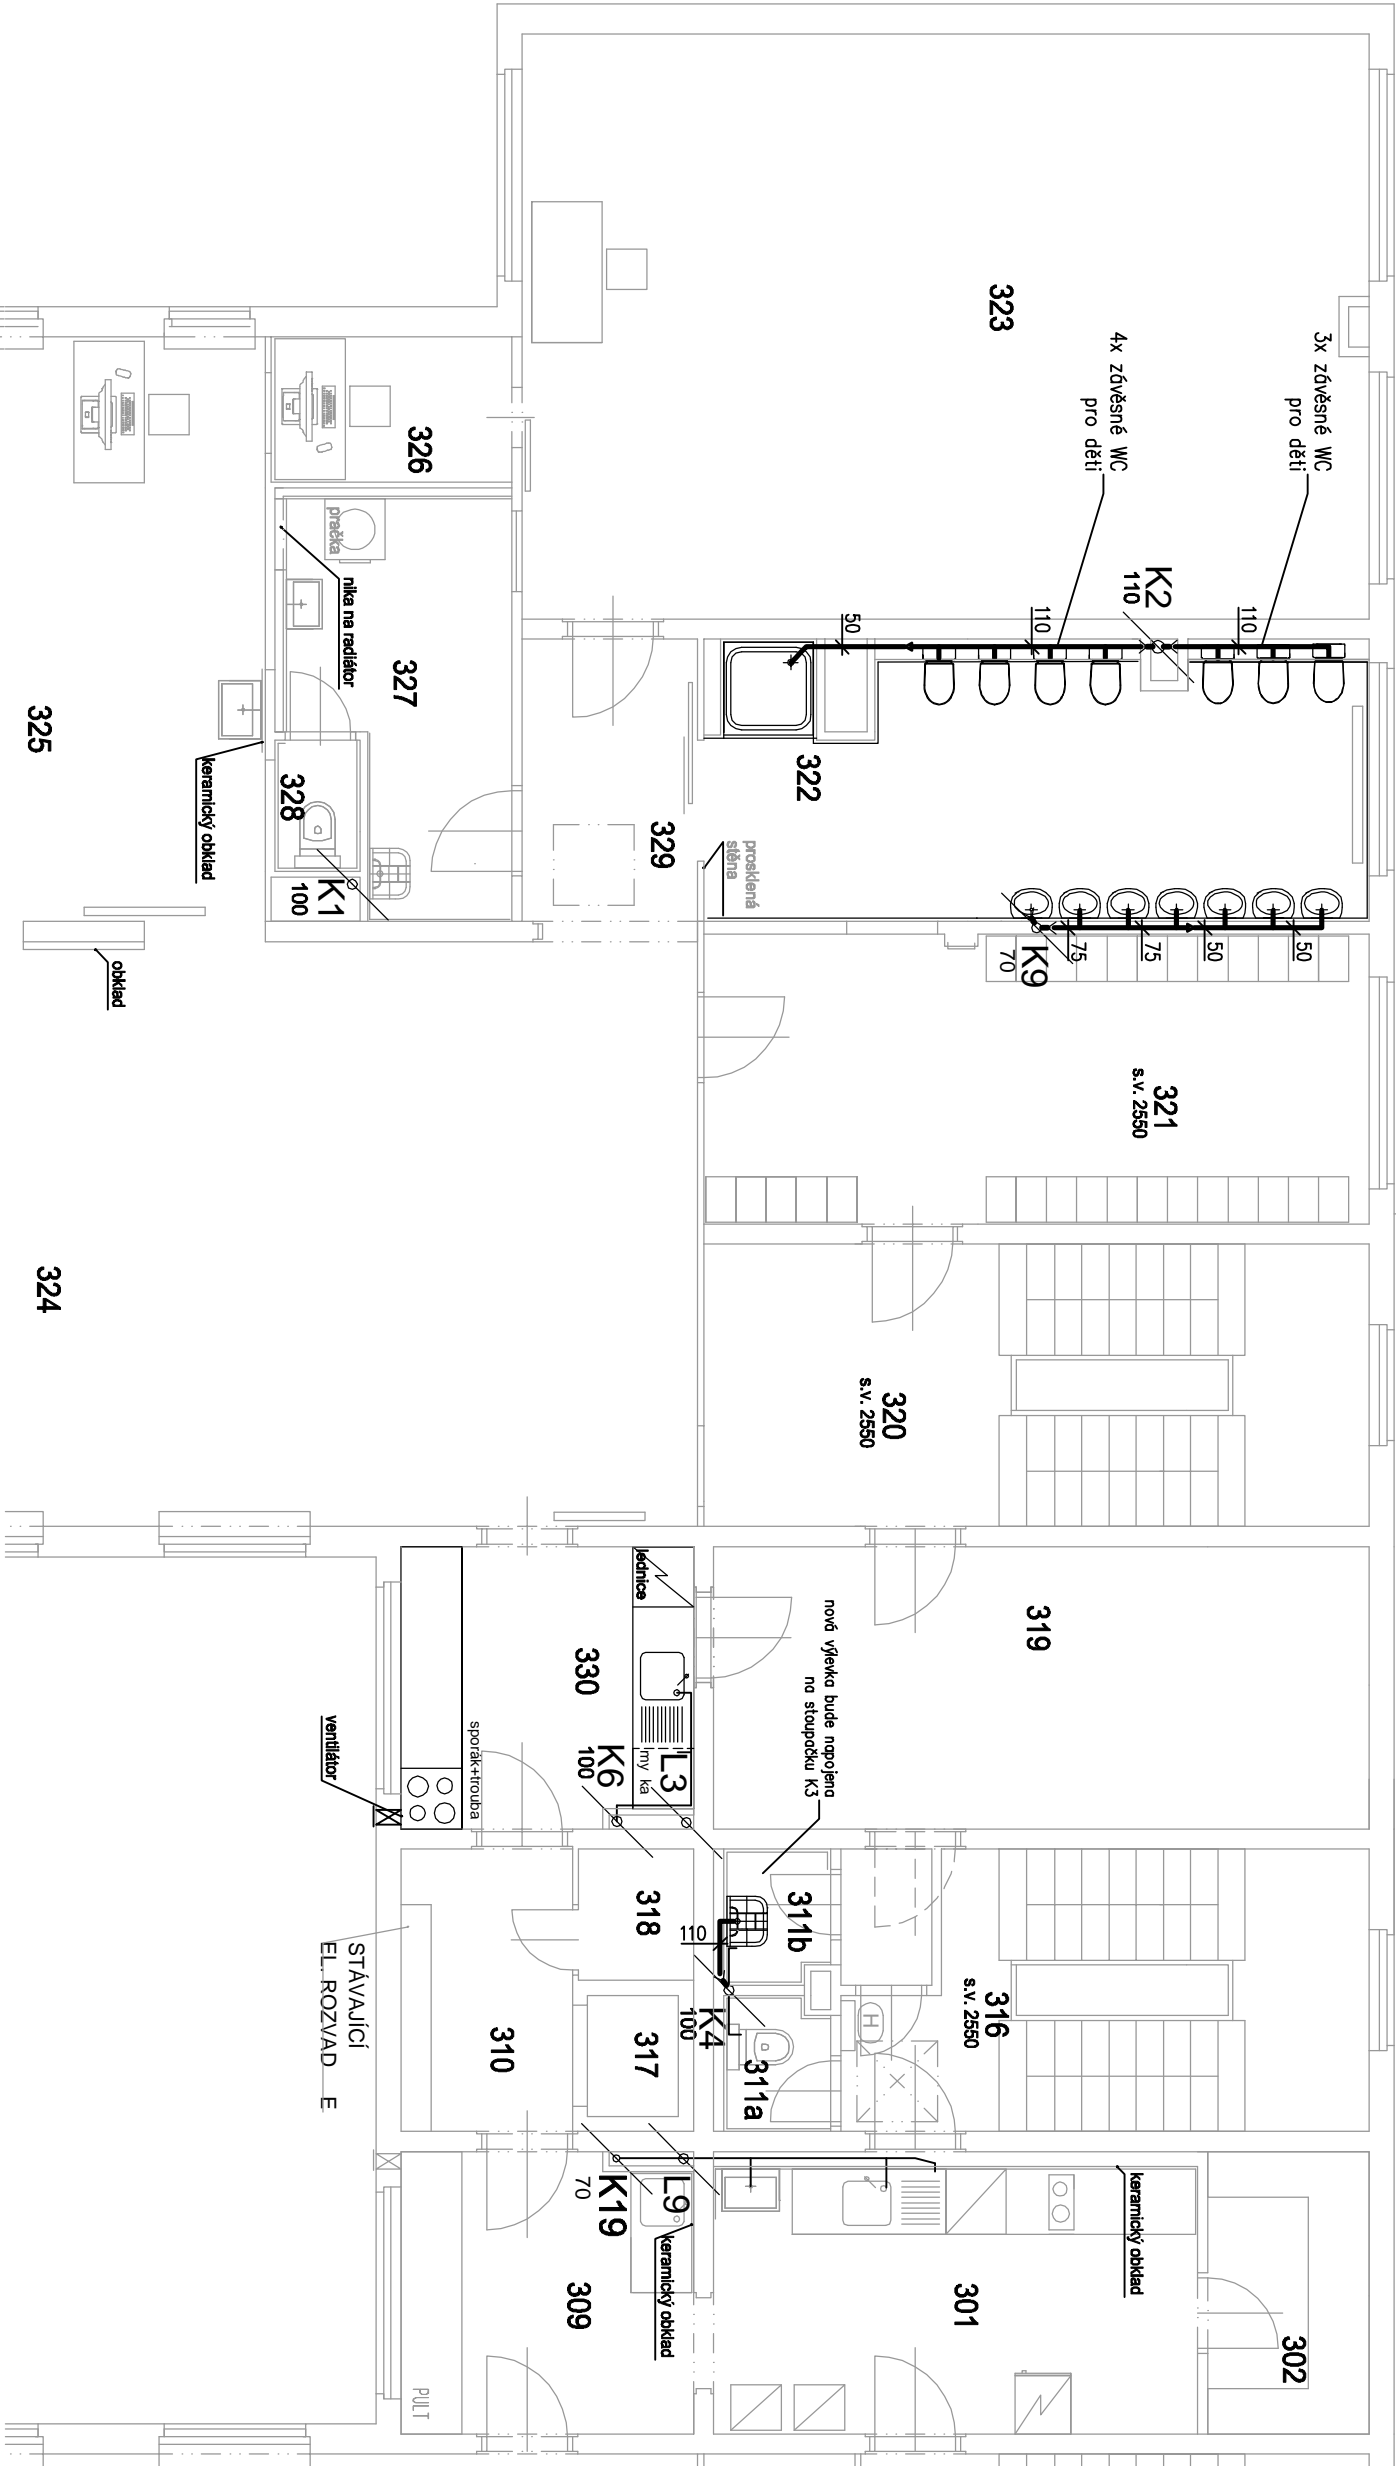 323
3x závěsné WC
pro děti
4x závěsné WC
pro děti
K2
110
110
110
50
326
pračka
nika na radiátor
327
325
keramický obklad
328
K1
100
obklad
329
322
prosklená
stěna
50
50
75
75
K9
70
321
s.v. 2550
324
320
s.v. 2550
319
lednice
330
nová výlevka bude napojena
na stoupačku K3
my ka
L3
K6
100
sporák+trouba
ventilátor
318
110
311b
316
s.v. 2550
H
K4
100
317
311a
310
STÁVAJÍCÍ
EL. ROZVAD E
L9
K19
70
keramický obklad
keramický obklad
309
301
302
PULT